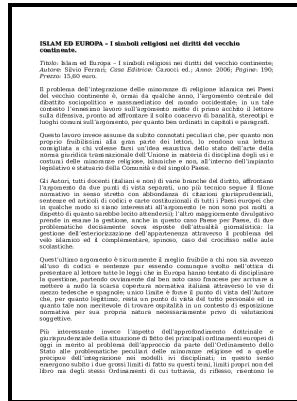 ISLAM ED EUROPA – I simboli religiosi nei diritti del vecchio
continente.
Titolo: Islam ed Europa – I simboli religiosi nei diritti del vecchio continente;
Autore: Silvio Ferrari; Casa Editrice: Carocci ed.; Anno: 2006; Pagine: 190;
Prezzo: 15,60 euro.
Il problema dell'integrazione delle minoranze di religione islamica nei Paesi
del vecchio continente è, ormai da qualche anno, l'argomento centrale del
dibattito sociopolitico e massmediatico del mondo occidentale; in un tale
contesto l'ennesimo lavoro sull'argomento mette di primo acchito il lettore
sulla difensiva, pronto ad affrontare il solito coacervo di banalità, stereotipi e
luoghi comuni sull'argomento, per quanto ben ordinati in capitoli e paragrafi.
Questo lavoro invece assume da subito connotati peculiari che, per quanto non
proprio fruibilissimi alla gran parte dei lettori, lo rendono una lettura
consigliata a chi volesse farsi un'idea esaustiva dello stato dell'arte della
norma giuridica transnazionale dell'Unione in materia di disciplina degli usi e
costumi delle minoranze religiose, Islamiche e non, all'interno dell'impianto
legislativo e statuario della Comunità e dei singolo Paese.
Gli Autori, tutti docenti italiani e nomi di varie branche del diritto, affrontano
l'argomento da due punti di vista separati, uno più tecnico segue il filone
normativo in senso stretto con abbondanza di citazioni giurisprudenziali,
sentenze ed articoli di codici e carte costituzionali di tutti i Paesi europei che
in qualche modo si siano interessati all'argomento (e non sono poi molti a
dispetto di quanto sarebbe lecito attendersi); l'altro maggiormente divulgativo
prende in esame la questione, anche in questo caso Paese per Paese, di due
problematiche decisamente sovra esposte dell'attualità giornalistica: la
gestione dell'esteriorizzazione dell'appartenenza attraverso il problema del
velo islamico ed il complementare, spinoso, caso del crocifisso nelle aule
scolastiche.
Quest'ultimo argomento è sicuramente il meglio fruibile a chi non sia avvezzo
all'uso di codici e sentenze pur essendo comunque svolto nell'ottica di
presentare al lettore tutte le leggi che in Europa hanno tentato di disciplinare
la questione, partendo ovviamente dal ben noto caso francese per arrivare a
mettere a nudo la scarsa copertura normativa italiana attraverso le vie di
mezzo tedesche e spagnole; unico limite è forse il punto di vista dell'Autore
che, per quanto legittimo, resta un punto di vista del tutto personale ed in
quanto tale non meritevole di trovare ospitalità in un contesto di esposizione
normativa per sua propria natura necessariamente privo di valutazioni
soggettive.
Più interessante invece l'aspetto dell'approfondimento dottrinale e
giurisprudenziale della situazione di fatto dei principali ordinamenti europei di
oggi in merito al problema dell'approccio da parte dell'Ordinamento dello
Stato alle problematiche peculiari delle minoranze religiose ed a quelle
precipue dell'integrazione nei modelli ivi disciplinati; in questo senso
emergono subito i due grossi limiti di fatto su questi temi, limiti propri non del
libro ma degli stessi Ordinamenti di cui tuttavia, di riflesso, risentono le